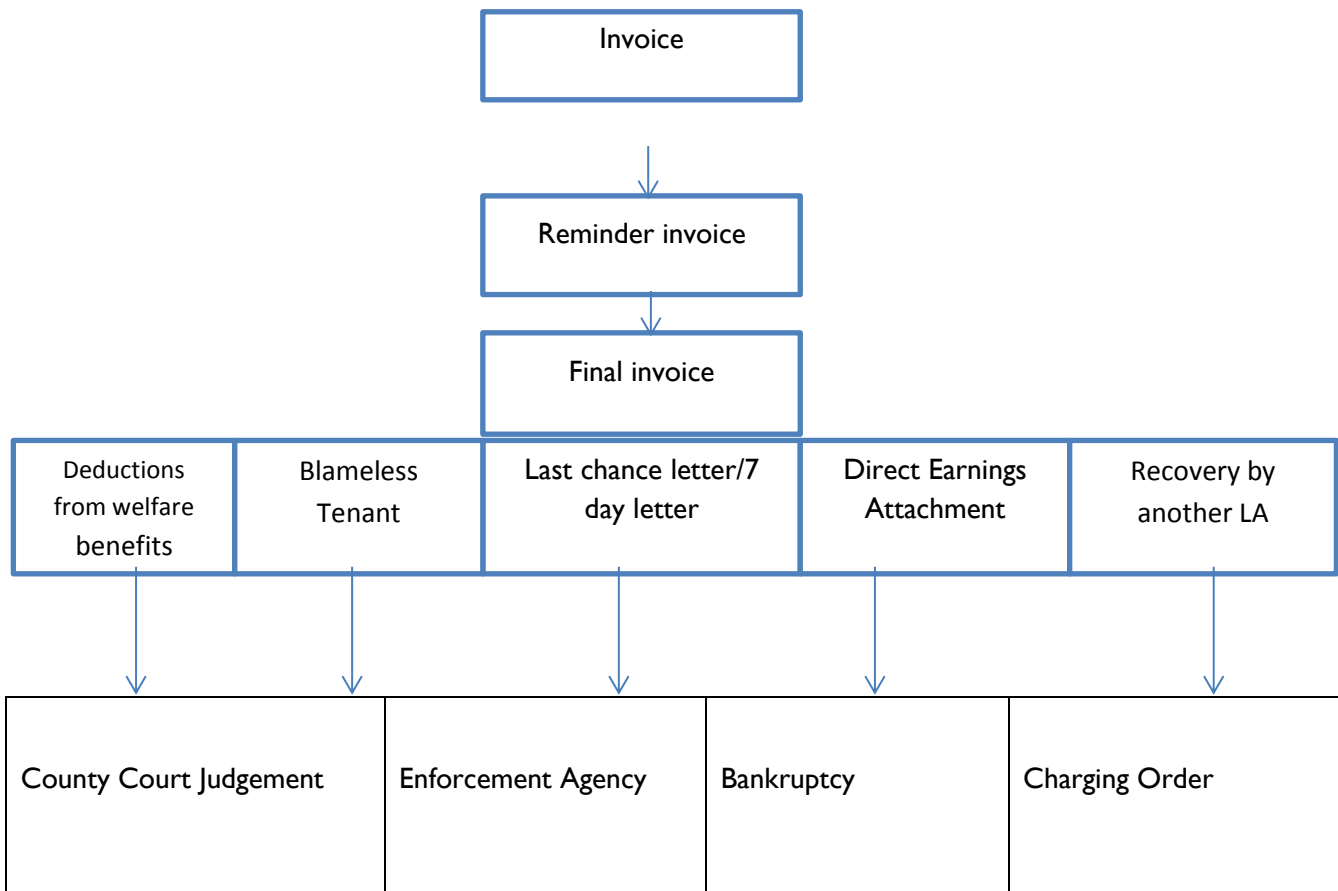 Invoice
Reminder invoice
Final invoice
Deductions
from welfare
benefits
Blameless
Tenant
Last chance letter/7
day letter
Direct Earnings
Attachment
Recovery by
another LA
County Court Judgement
Enforcement Agency
Bankruptcy
Charging Order